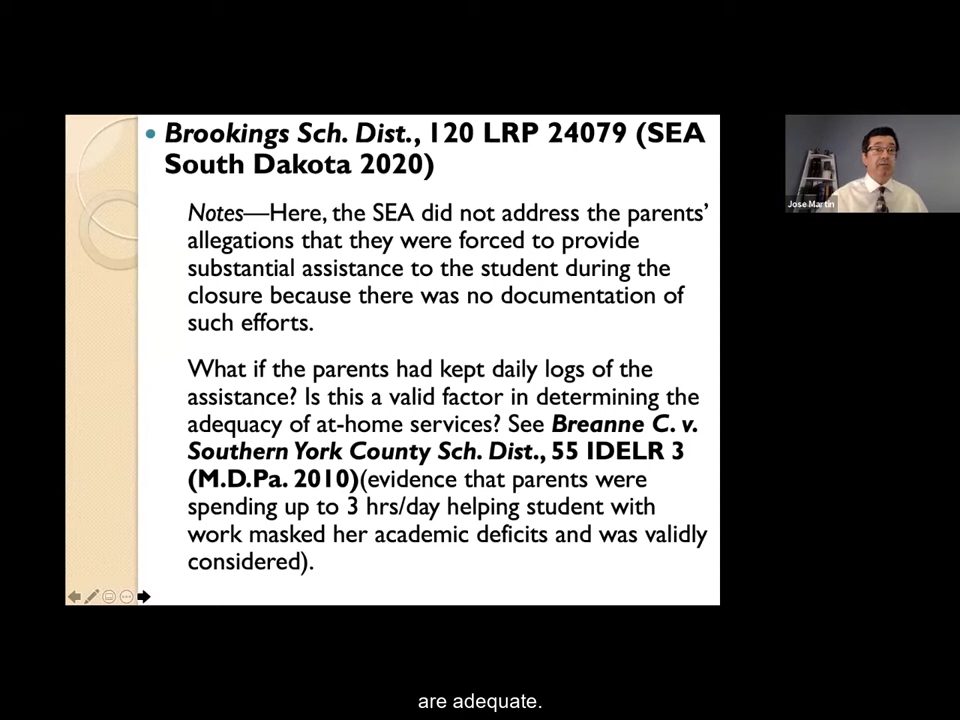 Brookings Sch. Dist., 120 LRP 24079 (SEA
South Dakota 2020)
Notes—Here, the SEA did not address the parents’
allegations that they were forced to provide
substantial assistance to the student during the
closure because there was no documentation of
such efforts.
What if the parents had kept daily logs of the
assistance? Is this a valid factor in determining the
adequacy of at-home services? See Breanne C. v.
Southern York County Sch. Dist., 55 IDELR 3
(M.D.Pa. 2010)(evidence that parents were
spending up to 3 hrs/day helping student with
work masked her academic deficits and was validly
considered).
Jose Martin
are adequate.